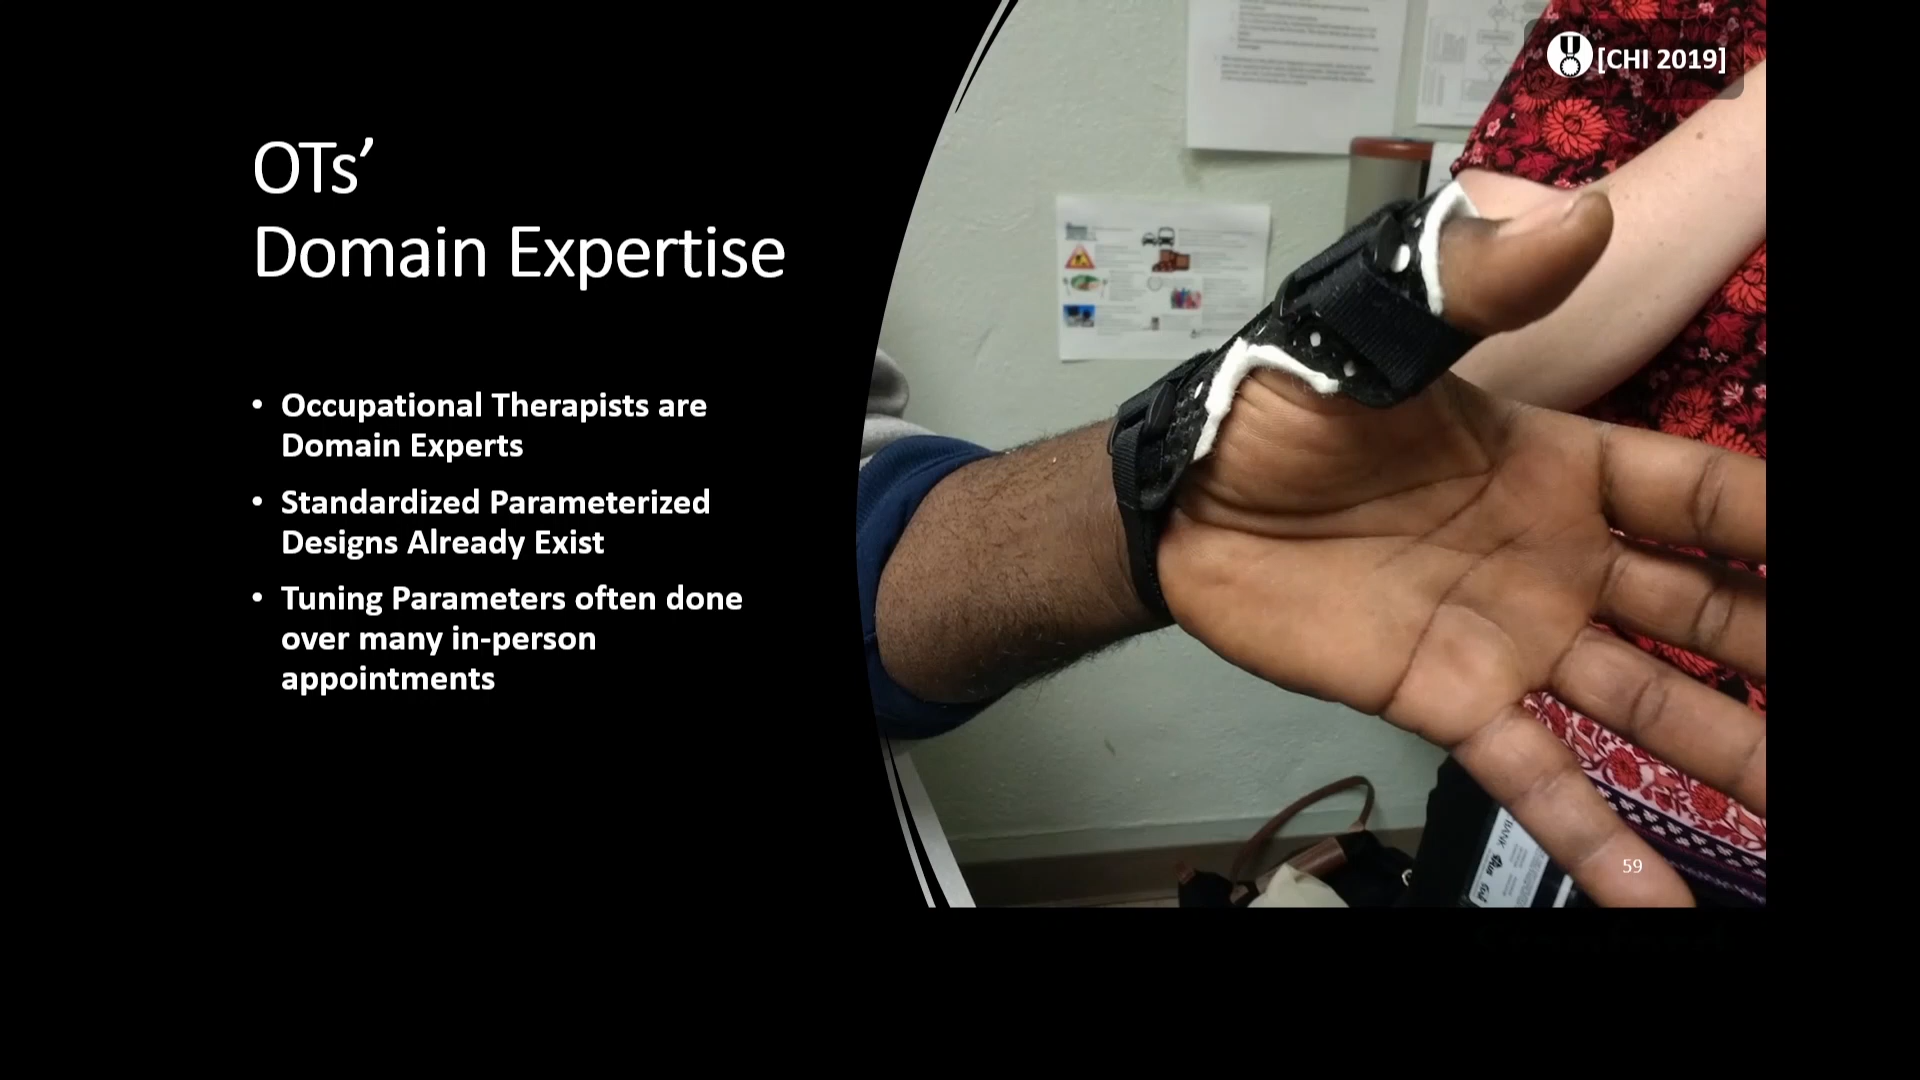 [CHI 2019]
OTs’
Domain Expertise
• Occupational Therapists are
Domain Experts
• Standardized Parameterized
Designs Already Exist
• Tuning Parameters often done
over many in-person
appointments
BANK
59